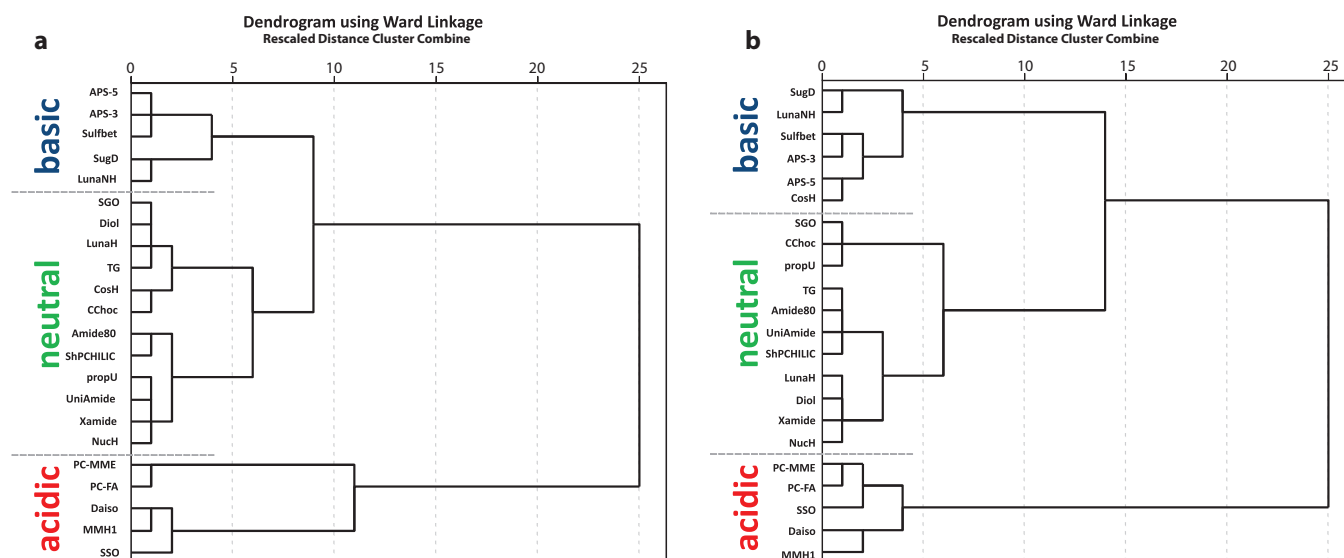 Dendrogram using Ward Linkage
Rescaled Distance Cluster Combine
a
0 5 10 15 20 25
basic
APS-5
APS-3
Sulfbet
SugD
LunaNH
neutral
SGO
Diol
LunaH
TG
CosH
CChoc
Amide80
ShPCHILIC
propU
UniAmide
Xamide
NucH
acidic
PC-MME
PC-FA
Daiso
MMH1
SSO
Dendrogram using Ward Linkage
Rescaled Distance Cluster Combine
b
0 5 10 15 20 25
basic
SugD
LunaNH
Sulfbet
APS-3
APS-5
CosH
neutral
SGO
CChoc
propU
TG
Amide80
UniAmide
ShPCHILIC
LunaH
Diol
Xamide
NucH
acidic
PC-MME
PC-FA
SSO
Daiso
MMH1